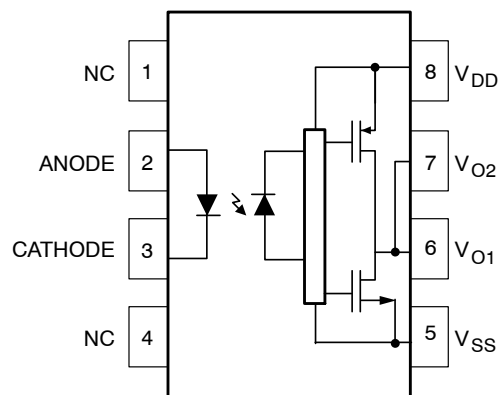 NC 1
ANODE 2
CATHODE 3
NC 4
8 VDD
7 VO2
6 VO1
5 VSS